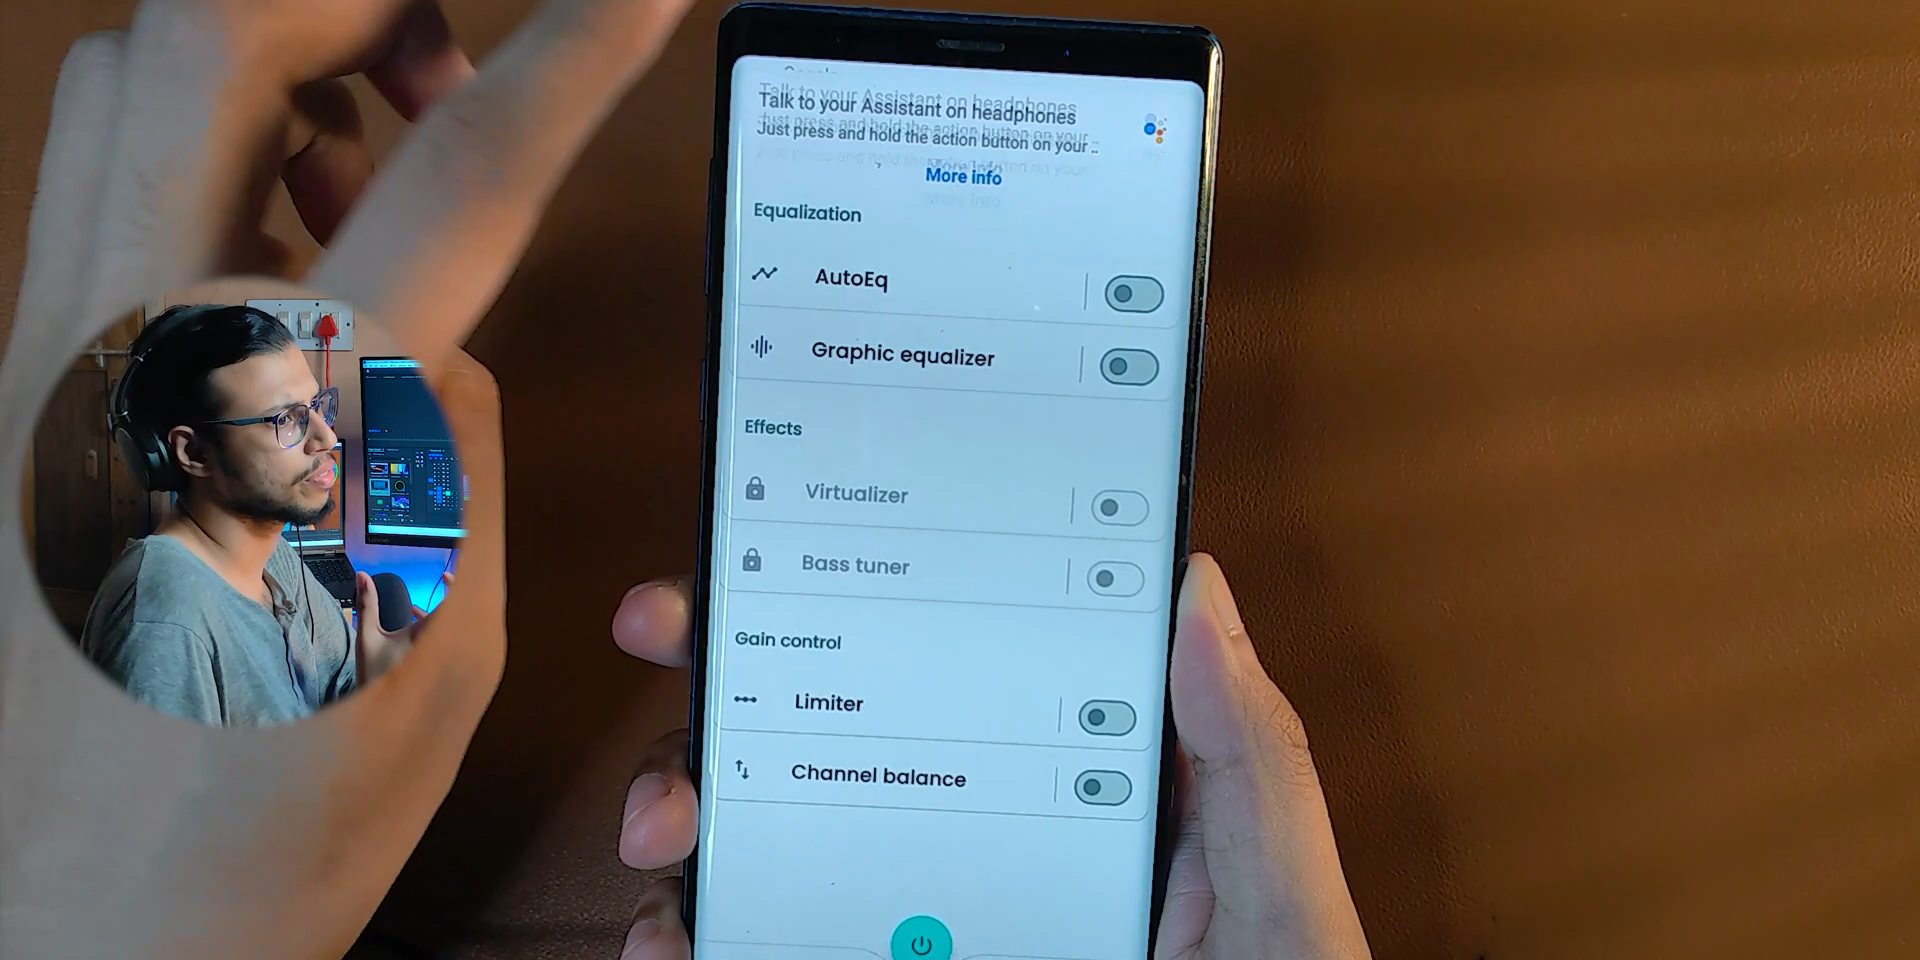 Talk to your Assistant on headphones
Just press and hold the action button on your ..
More info
Equalization
AutoEq
Graphic equalizer
Effects
Virtualizer
Bass tuner
Gain control
Limiter
Channel balance